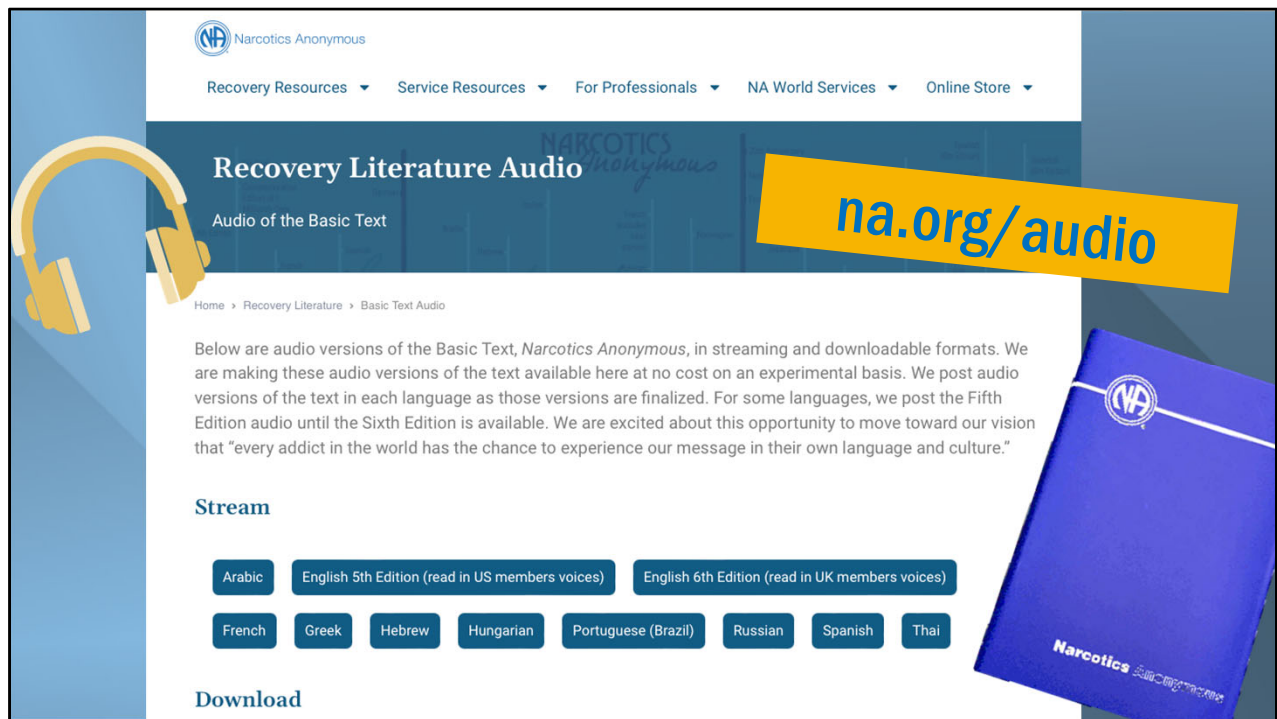 NA Narcotics Anonymous
Recovery Resources Service Resources For Professionals NA World Services Online Store
NARCOTICS
Anonymous
Recovery Literature Audio
Audio of the Basic Text
na.org/audio
Home › Recovery Literature › Basic Text Audio
Below are audio versions of the Basic Text, Narcotics Anonymous, in streaming and downloadable formats. We
are making these audio versions of the text available here at no cost on an experimental basis. We post audio
versions of the text in each language as those versions are finalized. For some languages, we post the Fifth
Edition audio until the Sixth Edition is available. We are excited about this opportunity to move toward our vision
that “every addict in the world has the chance to experience our message in their own language and culture.”
Stream
Arabic English 5th Edition (read in US members voices) English 6th Edition (read in UK members voices)
French Greek Hebrew Hungarian Portuguese (Brazil) Russian Spanish Thai
Download
NA
Narcotics Anonymous